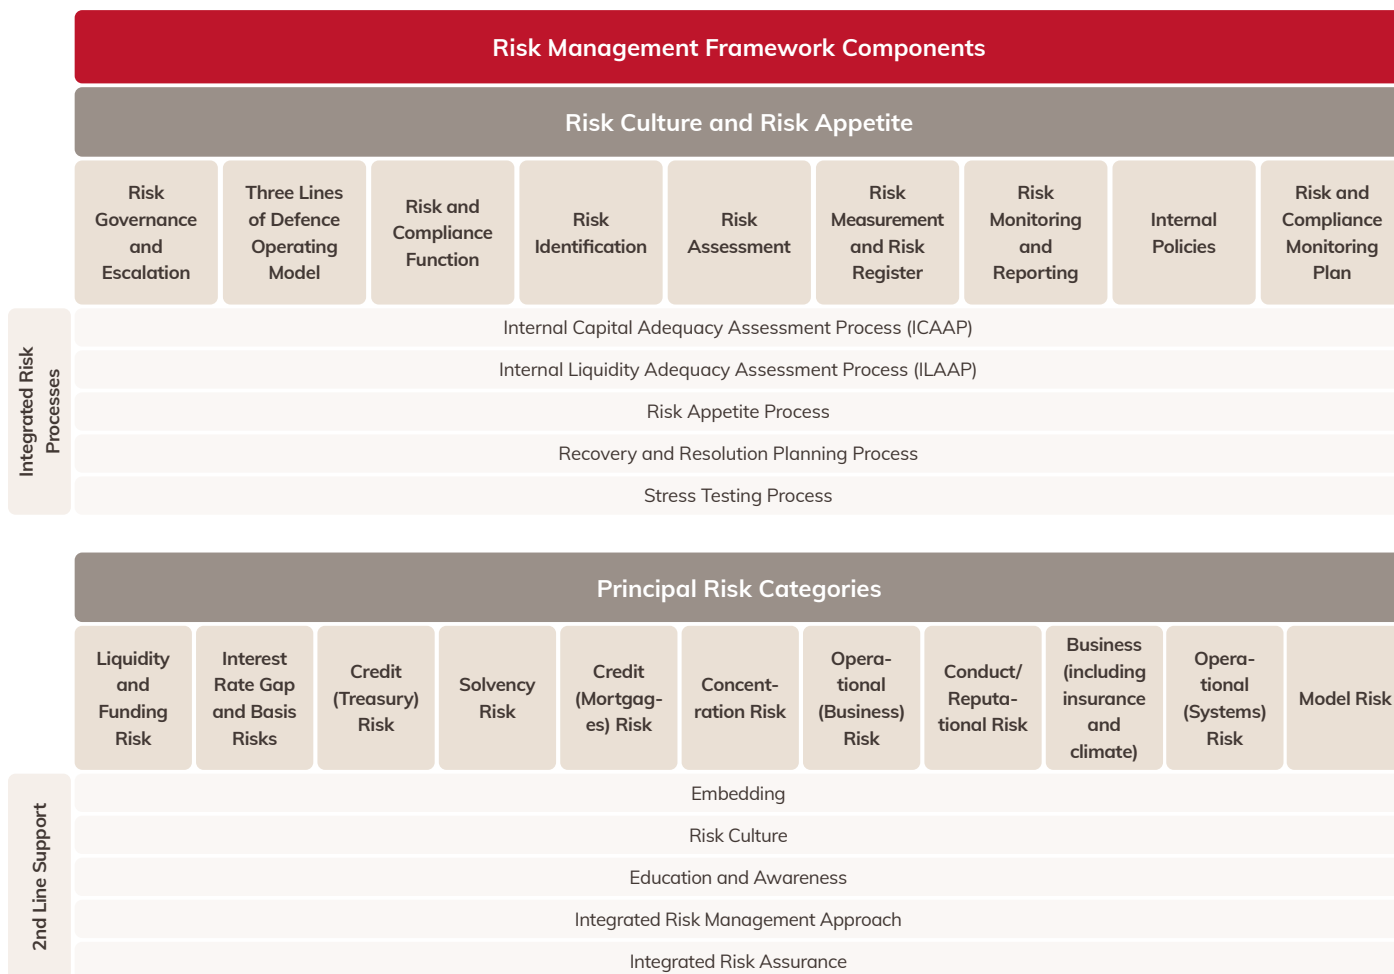 Risk Management Framework Components
Risk Culture and Risk Appetite
Risk
Governance
and
Escalation
Three Lines
of Defence
Operating
Model
Risk and
Compliance
Function
Risk
Identification
Risk
Assessment
Risk
Measurement
and Risk
Register
Risk
Monitoring
and
Reporting
Internal
Policies
Risk and
Compliance
Monitoring
Plan
Integrated Risk
Processes
Internal Capital Adequacy Assessment Process (ICAAP)
Internal Liquidity Adequacy Assessment Process (ILAAP)
Risk Appetite Process
Recovery and Resolution Planning Process
Stress Testing Process
Principal Risk Categories
Liquidity
and
Funding
Risk
Interest
Rate Gap
and Basis
Risks
Credit
(Treasury)
Risk
Solvency
Risk
Credit
(Mortgag-
es) Risk
Concent-
ration Risk
Opera-
tional
(Business)
Risk
Conduct/
Reputa-
tional Risk
Business
(including
insurance
and
climate)
Opera-
tional
(Systems)
Risk
Model Risk
2nd Line Support
Embedding
Risk Culture
Education and Awareness
Integrated Risk Management Approach
Integrated Risk Assurance